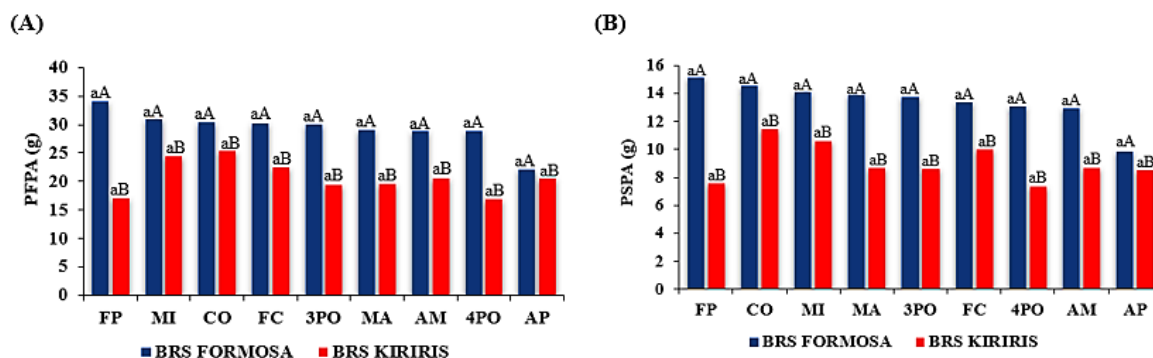 (A)
PFPA (g)
40
35
30
25
20
15
10
5
0
aA aB aA aB aA aB aA aB aA aB aA aB aA aB aA aB aA aB
FP MI CO FC 3PO MA AM 4PO AP
BRS FORMOSA BRS KIRIRIS
(B)
PSPA (g)
16
14
12
10
8
6
4
2
0
aA aB aA aB aA aB aA aB aA aB aA aB aA aB aA aB aA aB
FP CO MI MA 3PO FC 4PO AM AP
BRS FORMOSA BRS KIRIRIS